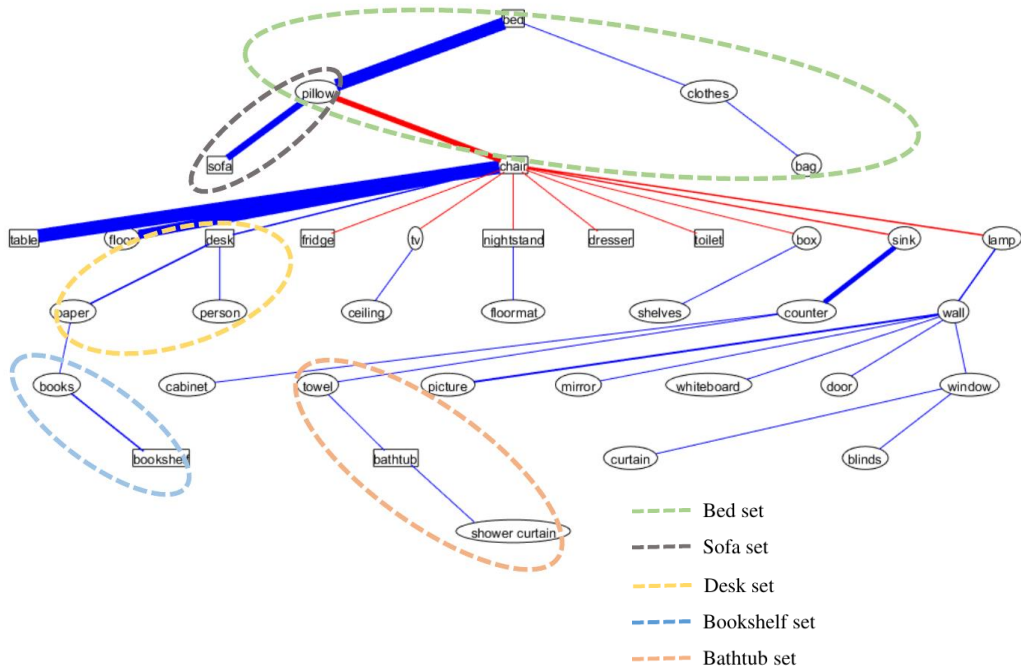 bed
pillow
clothes
sofa
chair
bag
table
floor
desk
fridge
tv
nightstand
dresser
toilet
box
sink
lamp
paper
person
ceiling
floormat
shelves
counter
wall
books
cabinet
towel
picture
mirror
whiteboard
door
window
bookshelf
bathtub
curtain
blinds
shower curtain
Bed set
Sofa set
Desk set
Bookshelf set
Bathtub set